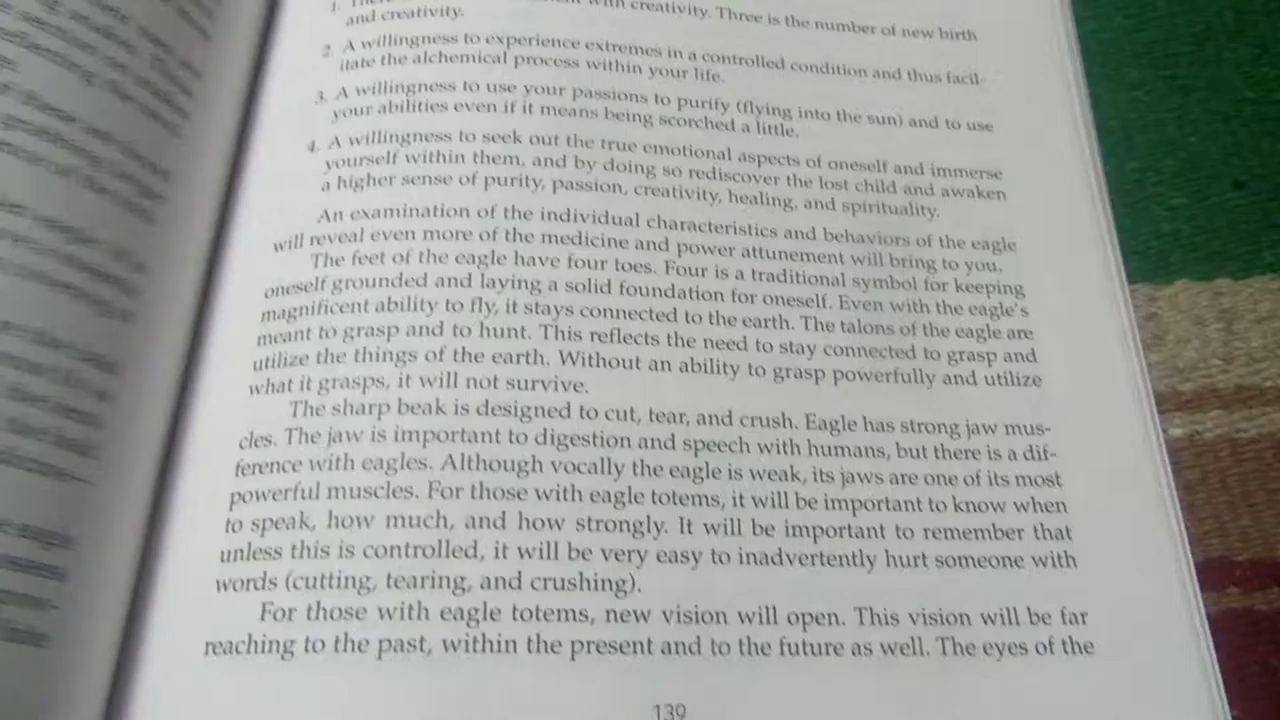 with creativity. Three is the number of new birth
and creativity.
2. A willingness to experience extremes in a controlled condition and thus facil-
itate the alchemical process within your life.
3. A willingness to use your passions to purify (flying into the sun) and to use
your abilities even if it means being scorched a little.
4. A willingness to seek out the true emotional aspects of oneself and immerse
yourself within them, and by doing so rediscover the lost child and awaken
a higher sense of purity, passion, creativity, healing, and spirituality.
An examination of the individual characteristics and behaviors of the eagle
will reveal even more of the medicine and power attunement will bring to you.
The feet of the eagle have four toes. Four is a traditional symbol for keeping
oneself grounded and laying a solid foundation for oneself. Even with the eagle's
magnificent ability to fly, it stays connected to the earth. The talons of the eagle are
meant to grasp and to hunt. This reflects the need to stay connected to grasp and
utilize the things of the earth. Without an ability to grasp powerfully and utilize
what it grasps, it will not survive.
The sharp beak is designed to cut, tear, and crush. Eagle has strong jaw mus-
cles. The jaw is important to digestion and speech with humans, but there is a dif-
ference with eagles. Although vocally the eagle is weak, its jaws are one of its most
powerful muscles. For those with eagle totems, it will be important to know when
to speak, how much, and how strongly. It will be important to remember that
unless this is controlled, it will be very easy to inadvertently hurt someone with
words (cutting, tearing, and crushing).
For those with eagle totems, new vision will open. This vision will be far
reaching to the past, within the present and to the future as well. The eyes of the
139